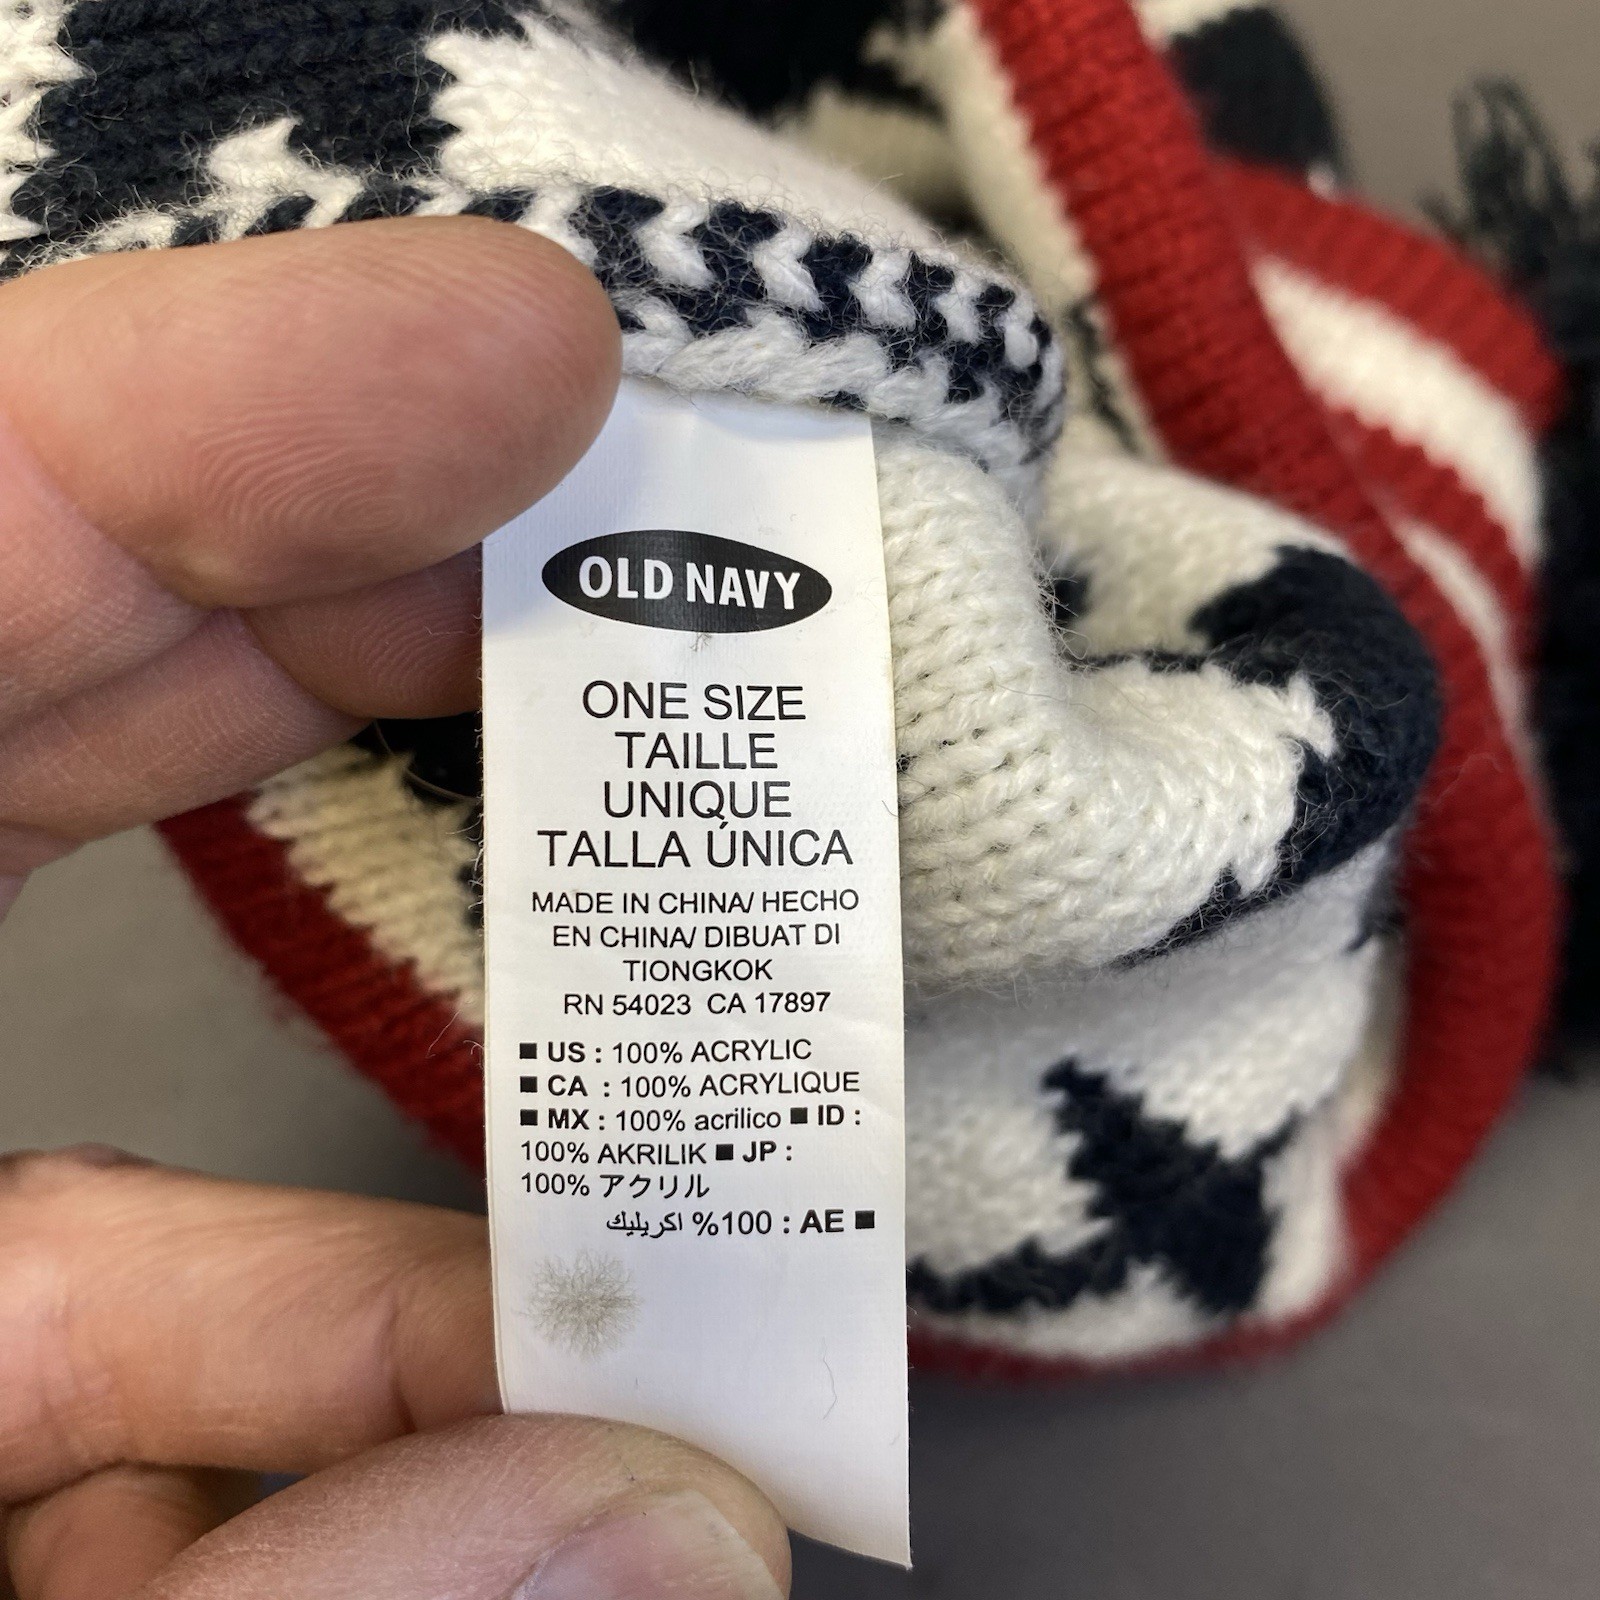 OLD NAVY
ONE SIZE
TAILLE
UNIQUE
TALLA ÚNICA
MADE IN CHINA/ HECHO
EN CHINA/ DIBUAT DI
TIONGKOK
RN 54023 CA 17897
■ US : 100% ACRYLIC
■ CA : 100% ACRYLIQUE
■ MX : 100% acrilico ■ ID :
100% AKRILIK ■ JP :
100% アクリル
■ AE : 100% اكريليك